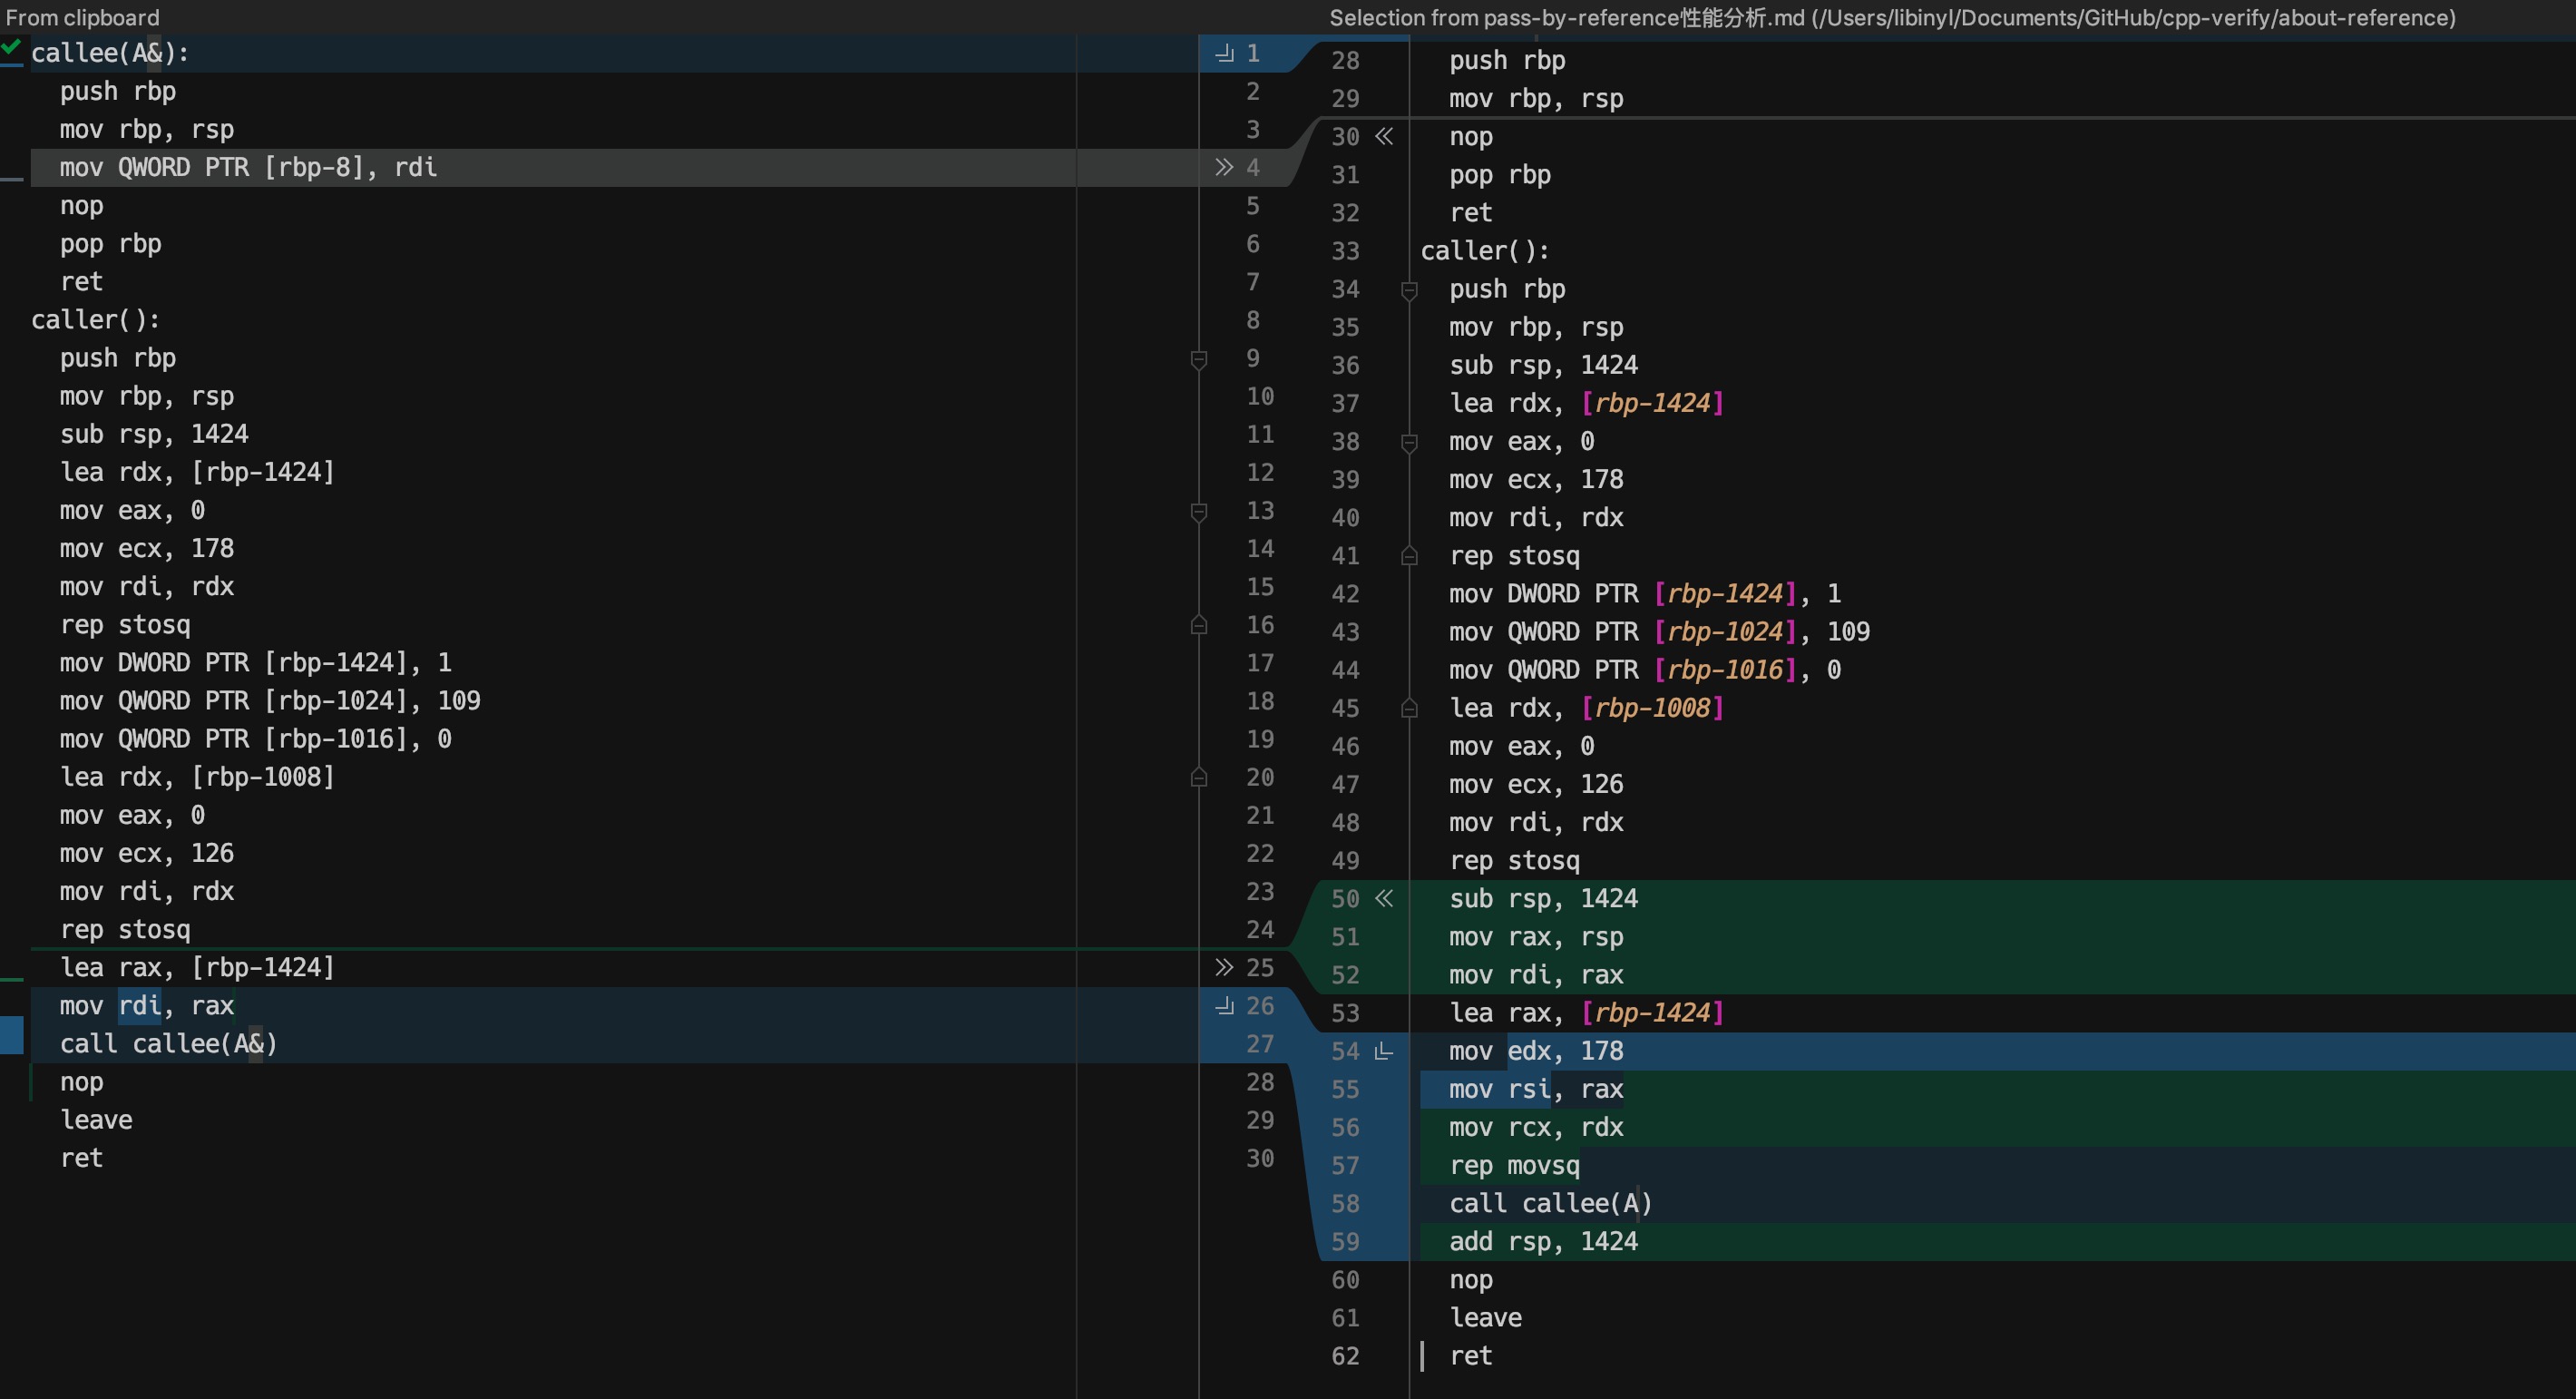 From clipboard
Selection from pass-by-reference性能分析.md (/Users/libinyl/Documents/GitHub/cpp-verify/about-reference)
callee(A&): 1
push rbp 2
mov rbp, rsp 3
mov QWORD PTR [rbp-8], rdi 4
nop 5
pop rbp 6
ret 7
caller(): 8
push rbp 9
mov rbp, rsp 10
sub rsp, 1424 11
lea rdx, [rbp-1424] 12
mov eax, 0 13
mov ecx, 178 14
mov rdi, rdx 15
rep stosq 16
mov DWORD PTR [rbp-1424], 1 17
mov QWORD PTR [rbp-1024], 109 18
mov QWORD PTR [rbp-1016], 0 19
lea rdx, [rbp-1008] 20
mov eax, 0 21
mov ecx, 126 22
mov rdi, rdx 23
rep stosq 24
lea rax, [rbp-1424] 25
mov rdi, rax 26
call callee(A&) 27
nop 28
leave 29
ret 30
28 push rbp
29 mov rbp, rsp
30 nop
31 pop rbp
32 ret
33 caller():
34 push rbp
35 mov rbp, rsp
36 sub rsp, 1424
37 lea rdx, [rbp-1424]
38 mov eax, 0
39 mov ecx, 178
40 mov rdi, rdx
41 rep stosq
42 mov DWORD PTR [rbp-1424], 1
43 mov QWORD PTR [rbp-1024], 109
44 mov QWORD PTR [rbp-1016], 0
45 lea rdx, [rbp-1008]
46 mov eax, 0
47 mov ecx, 126
48 mov rdi, rdx
49 rep stosq
50 sub rsp, 1424
51 mov rax, rsp
52 mov rdi, rax
53 lea rax, [rbp-1424]
54 mov edx, 178
55 mov rsi, rax
56 mov rcx, rdx
57 rep movsq
58 call callee(A)
59 add rsp, 1424
60 nop
61 leave
62 ret